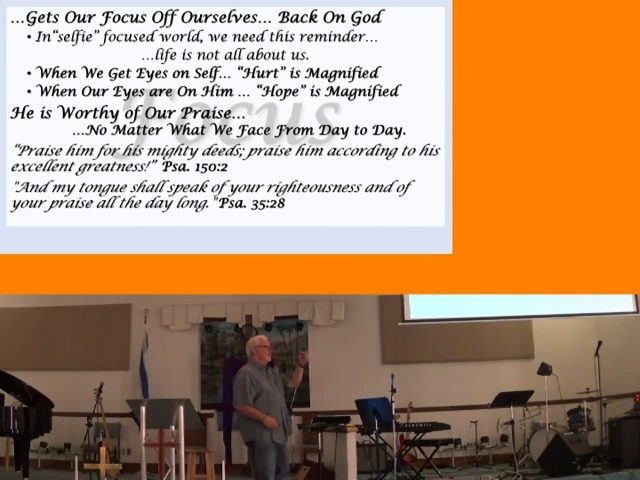 ...Gets Our Focus Off Ourselves... Back On God
• In"selfie" focused world, we need this reminder...
...life is not all about us.
• When We Get Eyes on Self... "Hurt" is Magnified
• When Our Eyes are On Him ... "Hope" is Magnified
He is Worthy of Our Praise...
...No Matter What We Face From Day to Day.
Focus
"Praise him for his mighty deeds; praise him according to his
excellent greatness!" Psa. 150:2
"And my tongue shall speak of your righteousness and of
your praise all the day long."Psa. 35:28